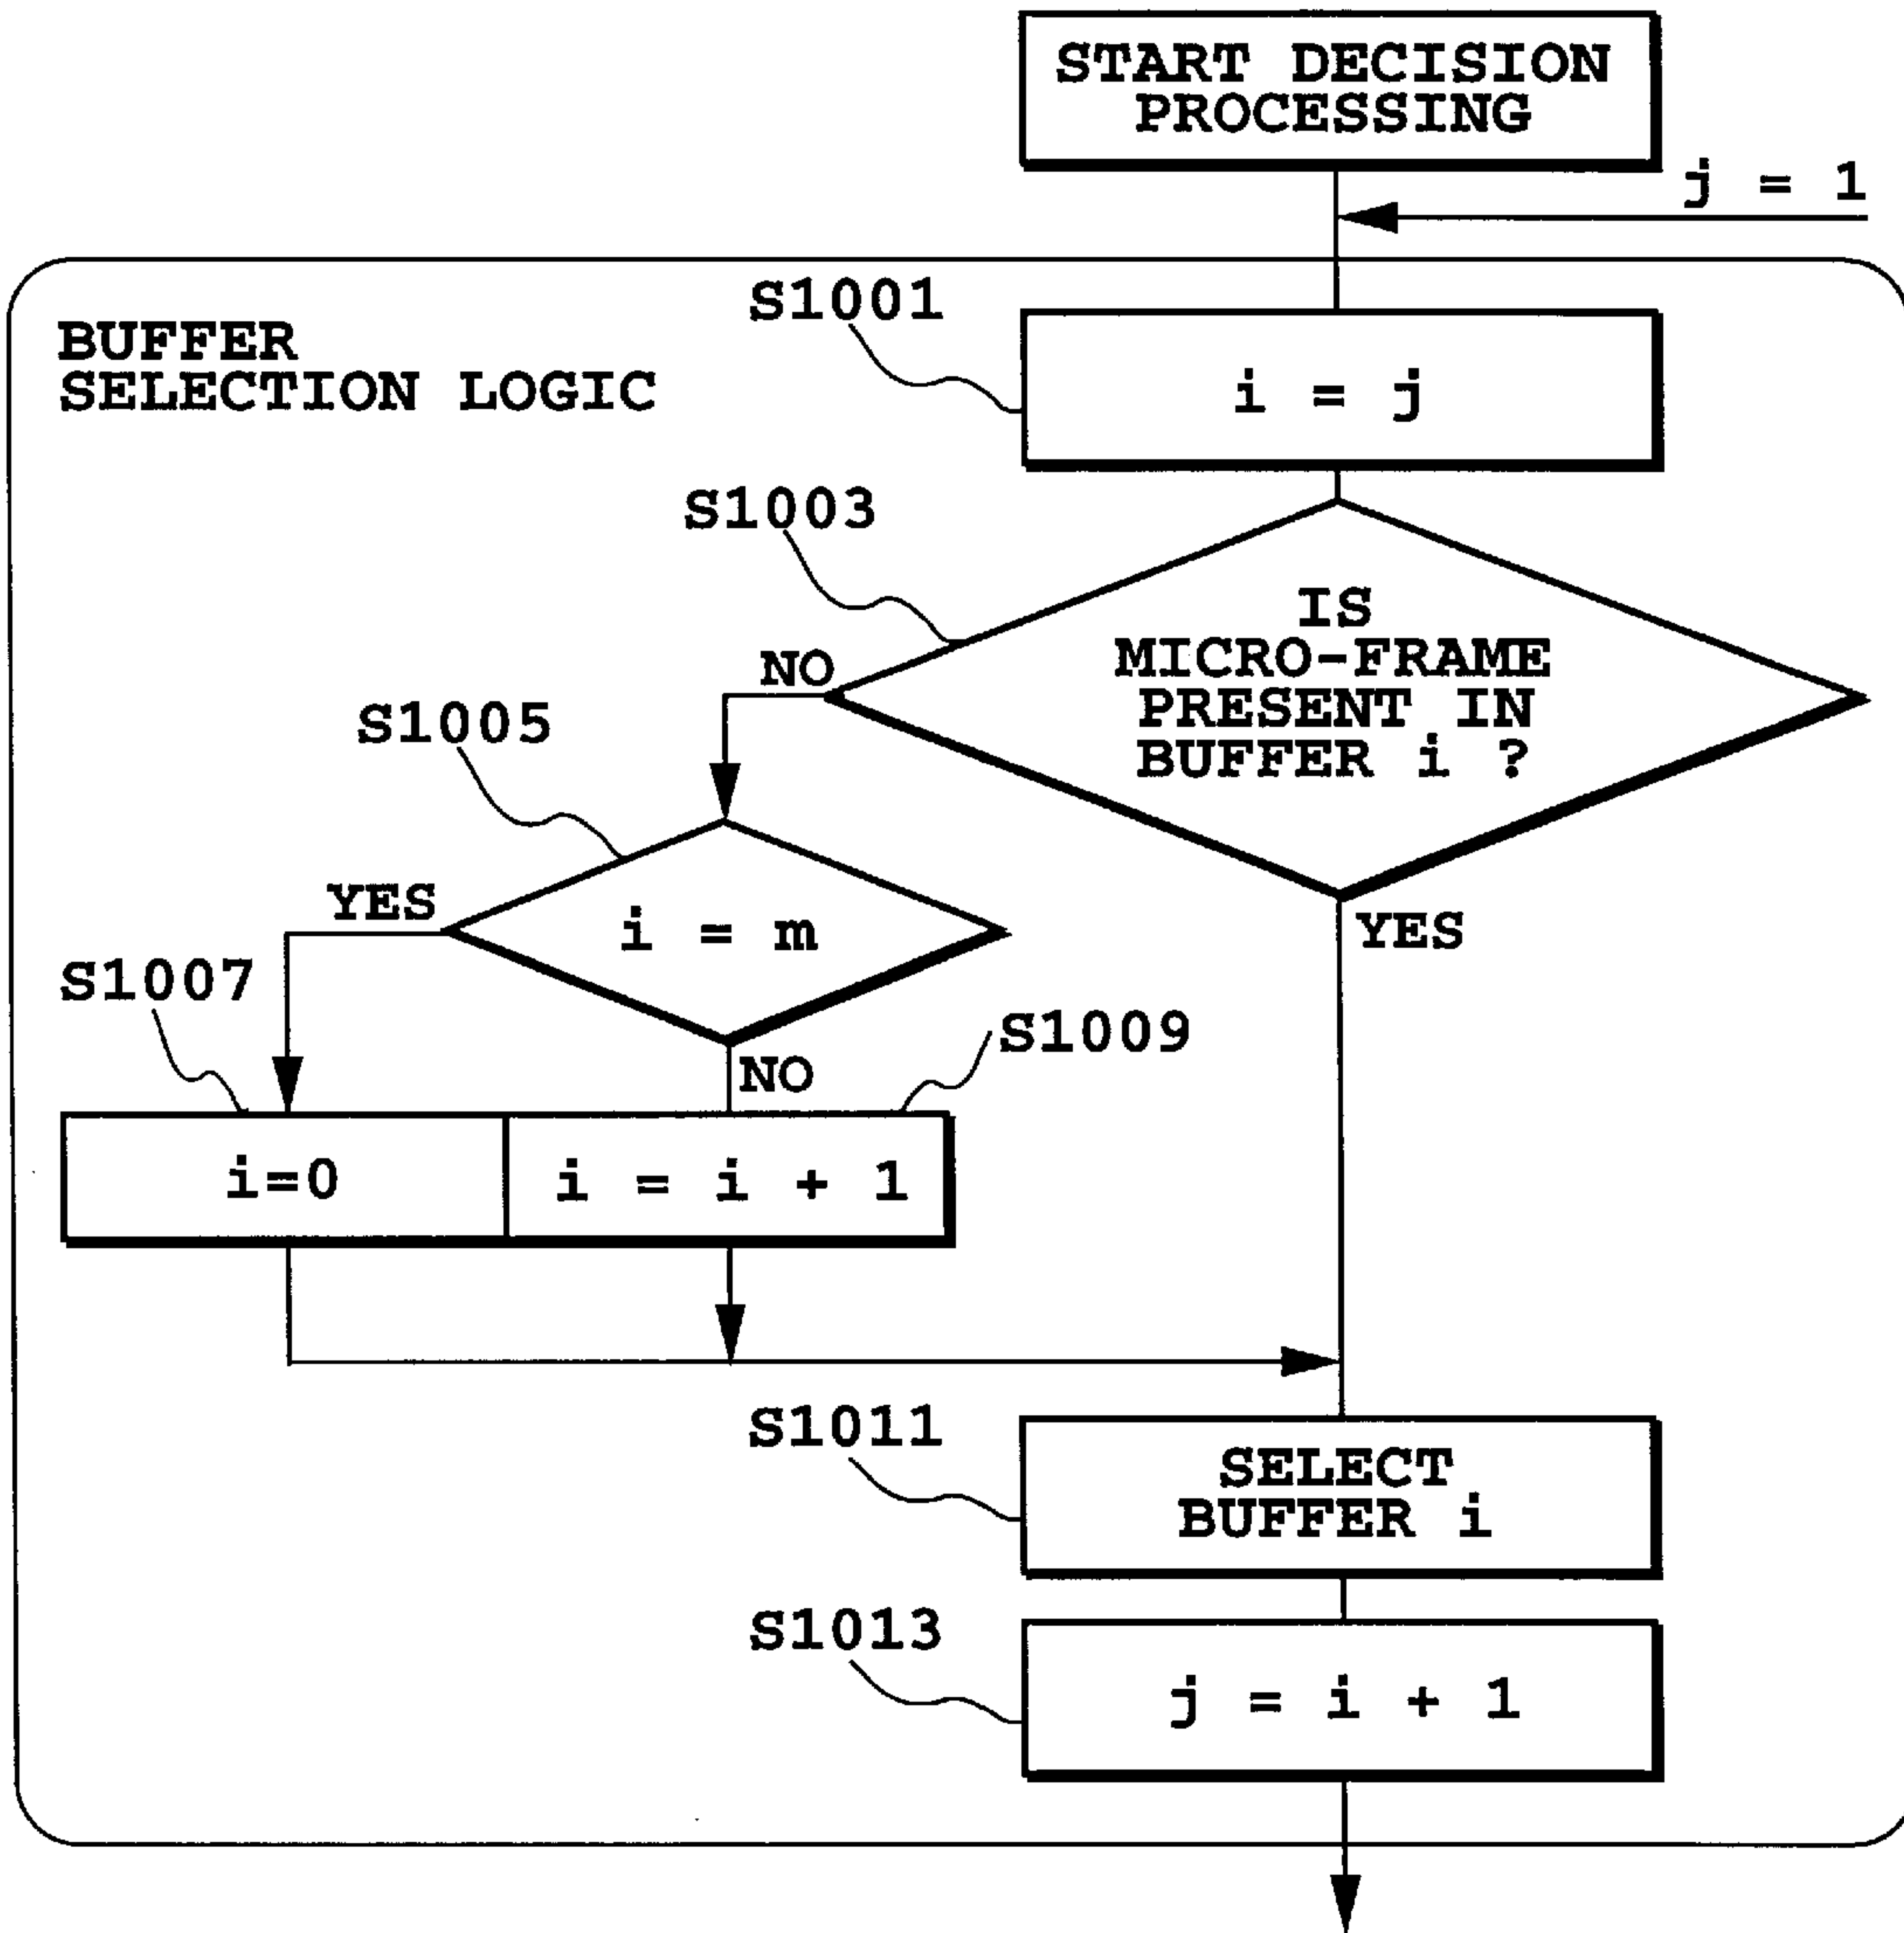 START DECISION
PROCESSING
j = 1
BUFFER
SELECTION LOGIC
S1001
i = j
S1003
IS
MICRO-FRAME
PRESENT IN
BUFFER i ?
NO
S1005
YES
i = m
YES
S1007
S1009
NO
i=0
i = i + 1
S1011
SELECT
BUFFER i
S1013
j = i + 1